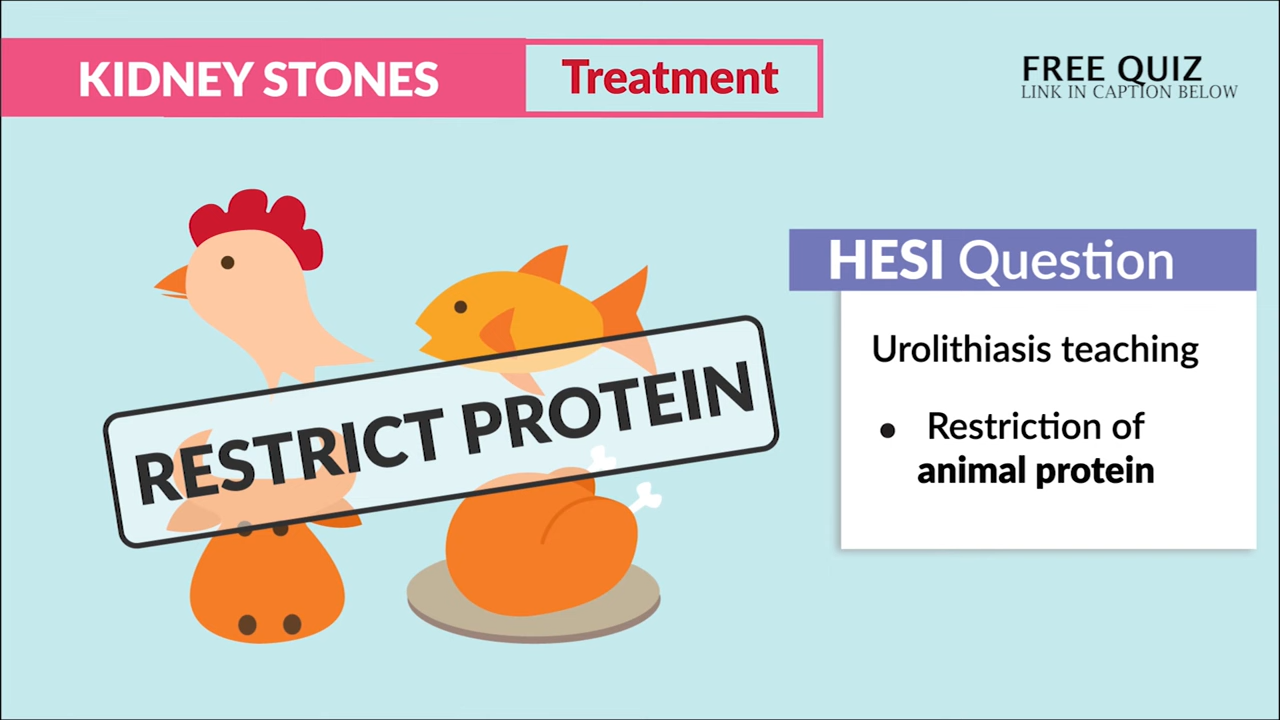 KIDNEY STONES
Treatment
FREE QUIZ
LINK IN CAPTION BELOW
RESTRICT PROTEIN
HESI Question
Urolithiasis teaching
• Restriction of
animal protein